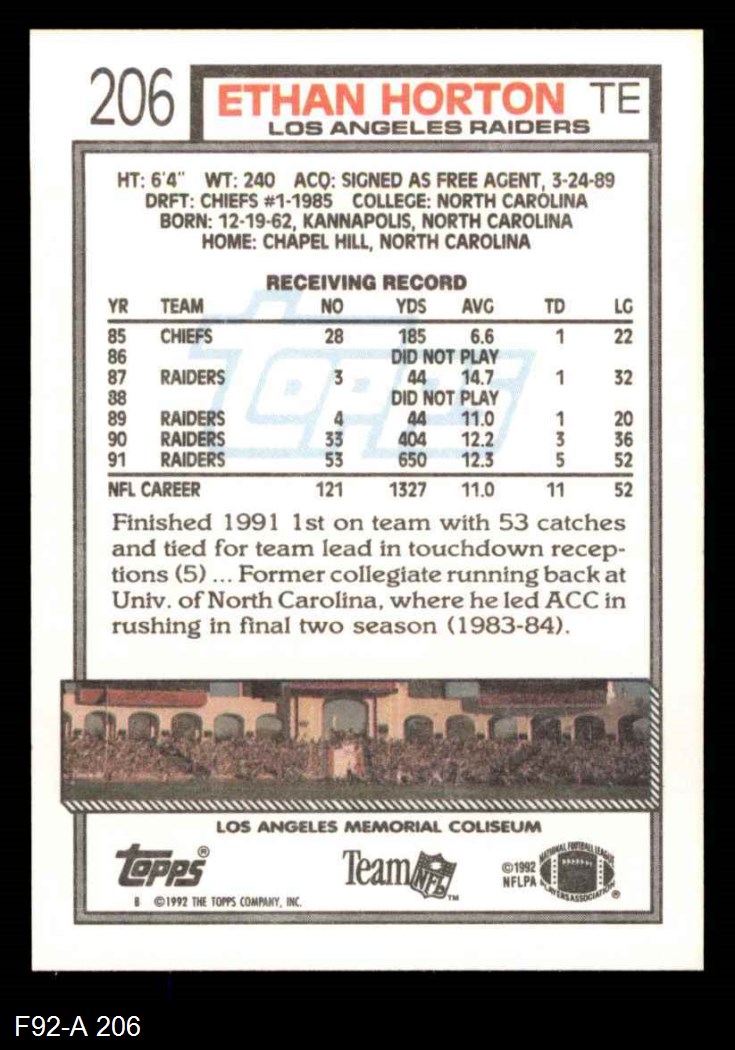 206 ETHAN HORTON TE
LOS ANGELES RAIDERS
HT: 6'4" WT: 240 ACQ: SIGNED AS FREE AGENT, 3-24-89
DRFT: CHIEFS #1-1985 COLLEGE: NORTH CAROLINA
BORN: 12-19-62, KANNAPOLIS, NORTH CAROLINA
HOME: CHAPEL HILL, NORTH CAROLINA
RECEIVING RECORD
YR TEAM NO YDS AVG TD LG
85 CHIEFS 28 185 6.6 1 22
86 DID NOT PLAY
87 RAIDERS 3 44 14.7 1 32
88 DID NOT PLAY
89 RAIDERS 4 44 11.0 1 20
90 RAIDERS 33 404 12.2 3 36
91 RAIDERS 53 650 12.3 5 52
NFL CAREER 121 1327 11.0 11 52
Topps
Finished 1991 1st on team with 53 catches
and tied for team lead in touchdown recep-
tions (5) ... Former collegiate running back at
Univ. of North Carolina, where he led ACC in
rushing in final two season (1983-84).
LOS ANGELES MEMORIAL COLISEUM
Topps®
Team NFL™
©1992
NFLPA
NATIONAL FOOTBALL LEAGUE
PLAYERS ASSOCIATION ®
B ©1992 THE TOPPS COMPANY, INC.
F92-A 206